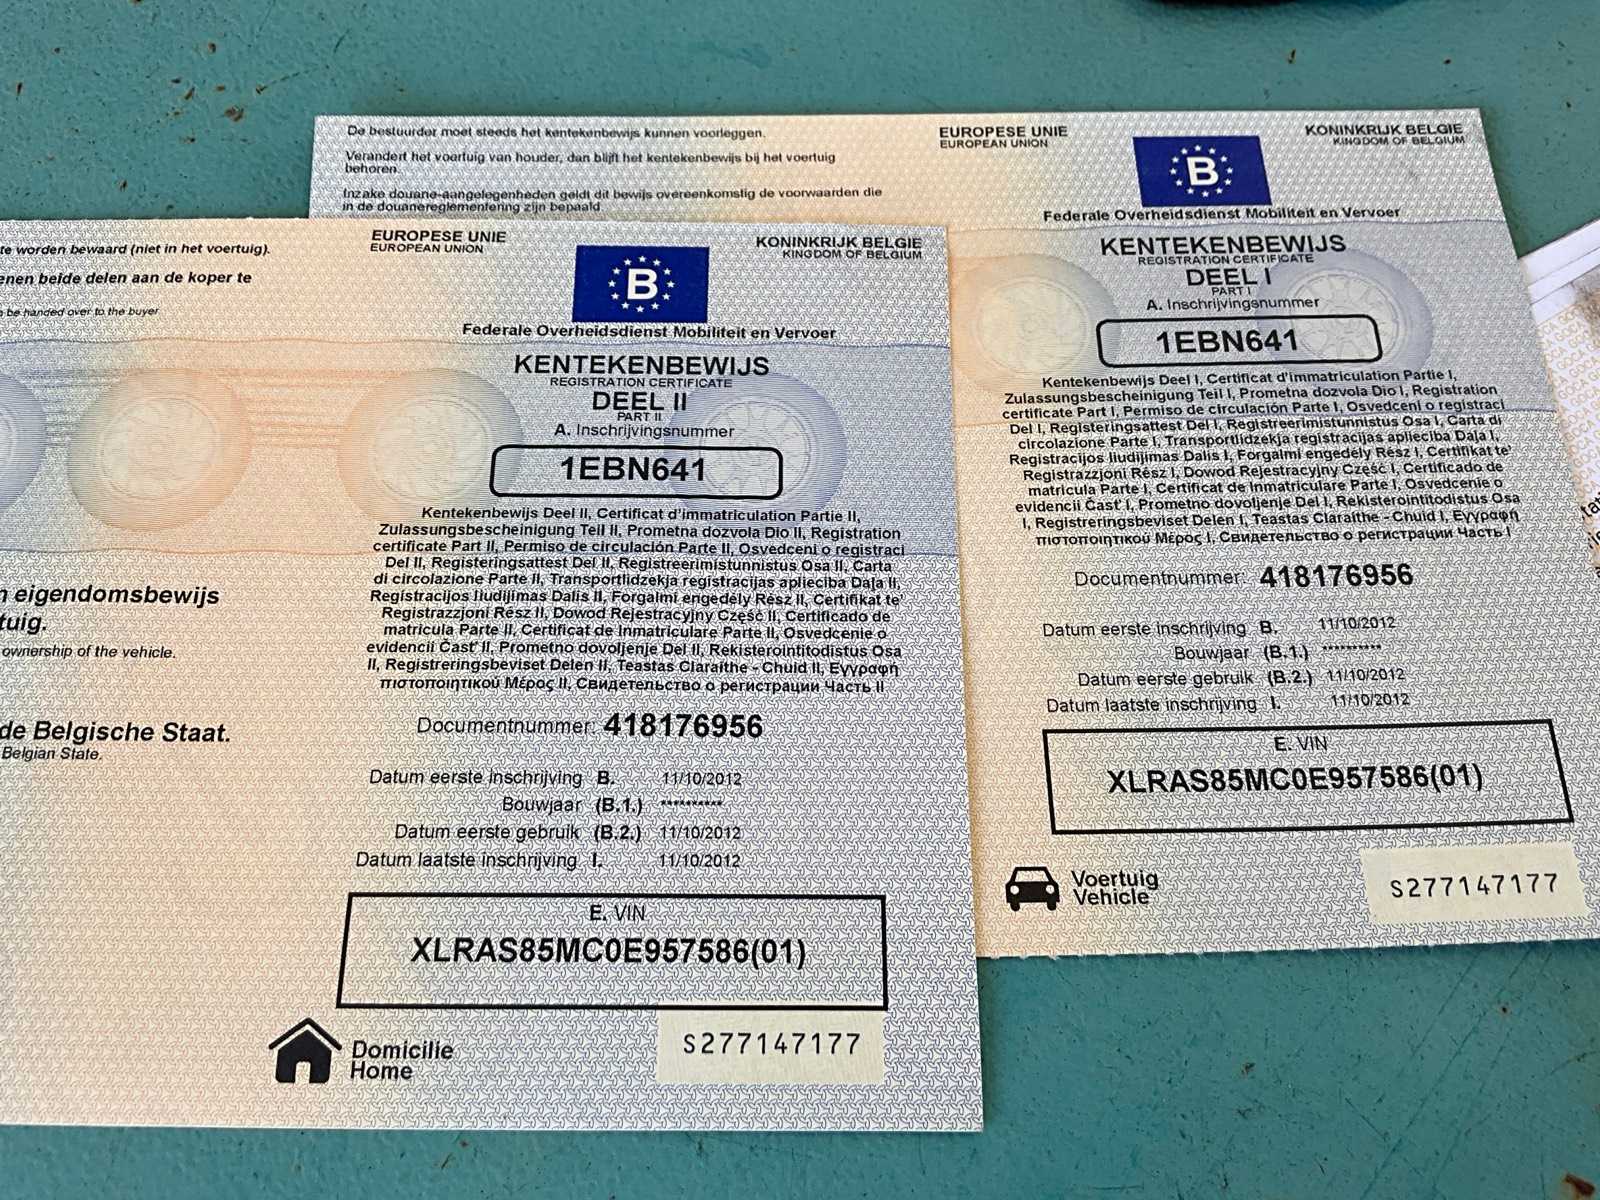 De bestuurder moet steeds het kentekenbewijs kunnen voorleggen.
Verandert het voertuig van houder, dan blijft het kentekenbewijs bij het voertuig
behoren.
Inzake douane-aangelegenheden geldt dit bewijs overeenkomstig de voorwaarden die
in de douanereglementering zijn bepaald.
EUROPESE UNIE
EUROPEAN UNION
KONINKRIJK BELGIE
KINGDOM OF BELGIUM
B
Federale Overheidsdienst Mobiliteit en Vervoer
KENTEKENBEWIJS
REGISTRATION CERTIFICATE
DEEL I
PART I
A. Inschrijvingsnummer
1EBN641
Kentekenbewijs Deel I, Certificat d'immatriculation Partie I,
Zulassungsbescheinigung Teil I, Prometna dozvola Dio I, Registration
certificate Part I, Permiso de circulación Parte I, Osvedceni o registraci
Del I, Registeringsattest Del I, Registreerimistunnistus Osa I, Carta di
circolazione Parte I, Transportlidzekja registracijas aplieciba Daļa I,
Registracijos liudijimas Dalis I, Forgalmi engedély Rész I, Certifikat te'
Registrazzjoni Rész I, Dowod Rejestracyjny Część I, Certificado de
matricula Parte I, Certificat de Inmatriculare Parte I, Osvedcenie o
evidencii Čast' I, Prometno dovoljenje Del I, Rekisterointitodistus Osa
I, Registreringsbeviset Delen I, Teastas Claraithe - Chuid I, Εγγραφή
πιστοποιητικού Μέρος I, Свидетельство о регистрации Часть I
Documentnummer: 418176956
Datum eerste inschrijving B. 11/10/2012
Bouwjaar (B.1.) **********
Datum eerste gebruik (B.2.) 11/10/2012
Datum laatste inschrijving I. 11/10/2012
E. VIN
XLRAS85MC0E957586(01)
Voertuig
Vehicle
S277147177
te worden bewaard (niet in het voertuig).
enen beide delen aan de koper te
be handed over to the buyer
eigendomsbewijs
tuig.
ownership of the vehicle.
de Belgische Staat.
Belgian State.
EUROPESE UNIE
EUROPEAN UNION
KONINKRIJK BELGIE
KINGDOM OF BELGIUM
B
Federale Overheidsdienst Mobiliteit en Vervoer
KENTEKENBEWIJS
REGISTRATION CERTIFICATE
DEEL II
PART II
A. Inschrijvingsnummer
1EBN641
Kentekenbewijs Deel II, Certificat d'immatriculation Partie II,
Zulassungsbescheinigung Teil II, Prometna dozvola Dio II, Registration
certificate Part II, Permiso de circulación Parte II, Osvedceni o registraci
Del II, Registeringsattest Del II, Registreerimistunnistus Osa II, Carta
di circolazione Parte II, Transportlidzekja registracijas aplieciba Daļa II,
Registracijos liudijimas Dalis II, Forgalmi engedély Rész II, Certifikat te'
Registrazzjoni Rész II, Dowod Rejestracyjny Część II, Certificado de
matricula Parte II, Certificat de Inmatriculare Parte II, Osvedcenie o
evidencii Čast' II, Prometno dovoljenje Del II, Rekisterointitodistus Osa
II, Registreringsbeviset Delen II, Teastas Claraithe - Chuid II, Εγγραφή
πιστοποιητικού Μέρος II, Свидетельство о регистрации Часть II
Documentnummer: 418176956
Datum eerste inschrijving B. 11/10/2012
Bouwjaar (B.1.) **********
Datum eerste gebruik (B.2.) 11/10/2012
Datum laatste inschrijving I. 11/10/2012
E. VIN
XLRAS85MC0E957586(01)
Domicilie
Home
S277147177